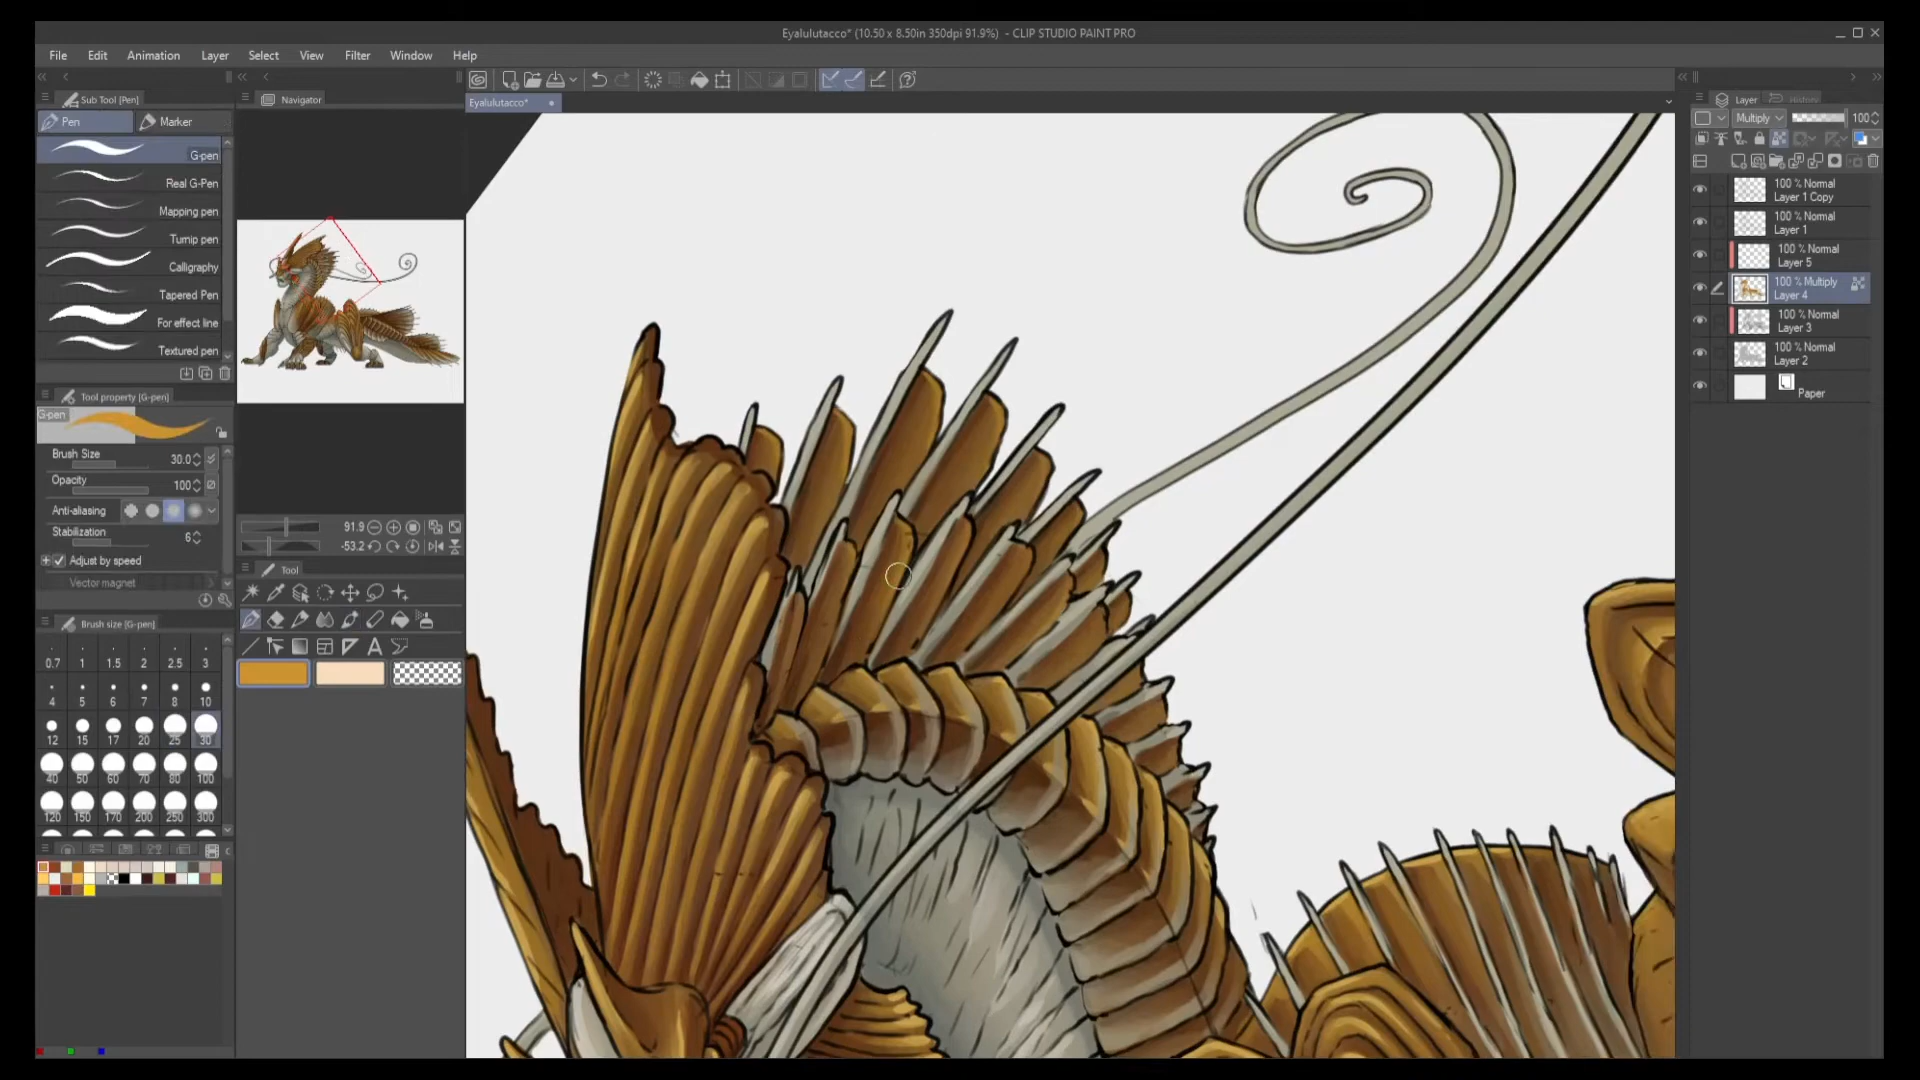 Eyalulutacco* (10.50 x 8.50in 350dpi 91.9%) - CLIP STUDIO PAINT PRO
File Edit Animation Layer Select View Filter Window Help
Sub Tool [Pen]
Pen Marker
G-pen
Real G-Pen
Mapping pen
Turnip pen
Calligraphy
Tapered Pen
For effect line
Textured pen
Tool property [G-pen]
G-pen
Brush Size 30.0
Opacity 100
Anti-aliasing
Stabilization 6
Adjust by speed
Vector magnet
Brush size [G-pen]
0.7 1 1.5 2 2.5 3
4 5 6 7 8 10
12 15 17 20 25 30
40 50 60 70 80 100
120 150 170 200 250 300
Navigator
91.9
-53.2
Tool
A
Eyalulutacco*
Layer History
Multiply 100
100 % Normal
Layer 1 Copy
100 % Normal
Layer 1
100 % Normal
Layer 5
100 % Multiply
Layer 4
100 % Normal
Layer 3
100 % Normal
Layer 2
Paper